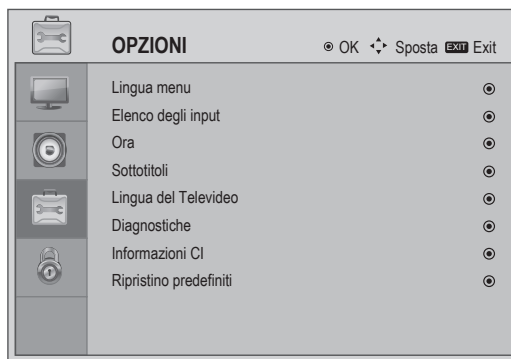 OPZIONI OK Sposta EXIT Exit
Lingua menu
Elenco degli input
Ora
Sottotitoli
Lingua del Televideo
Diagnostiche
Informazioni CI
Ripristino predefiniti